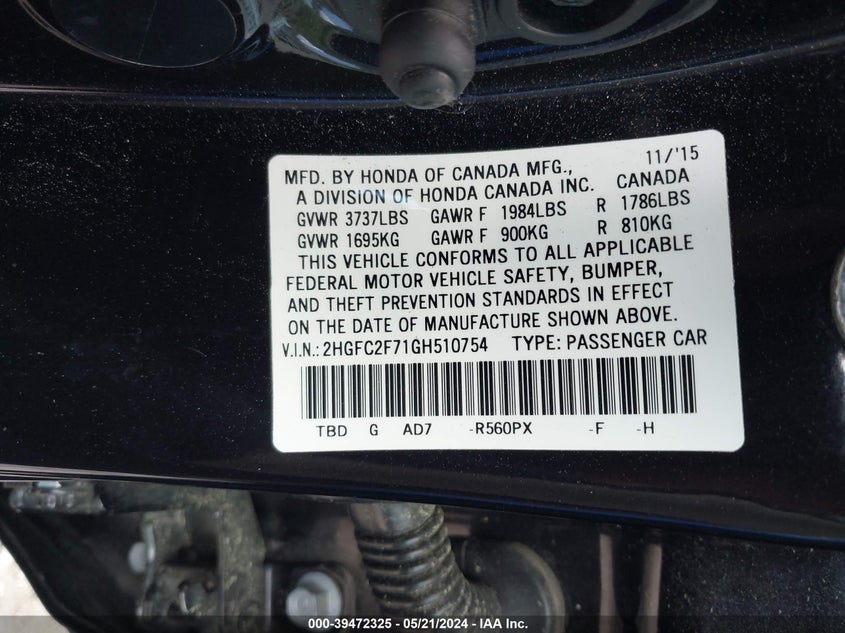 11/'15
MFD. BY HONDA OF CANADA MFG.,
A DIVISION OF HONDA CANADA INC. CANADA
GVWR 3737LBS GAWR F 1984LBS R 1786LBS
GVWR 1695KG GAWR F 900KG R 810KG
THIS VEHICLE CONFORMS TO ALL APPLICABLE
FEDERAL MOTOR VEHICLE SAFETY, BUMPER,
AND THEFT PREVENTION STANDARDS IN EFFECT
ON THE DATE OF MANUFACTURE SHOWN ABOVE.
V.I.N.: 2HGFC2F71GH510754 TYPE: PASSENGER CAR
TBD G AD7 -R560PX -F -H
000-39472325 - 05/21/2024 - IAA Inc.